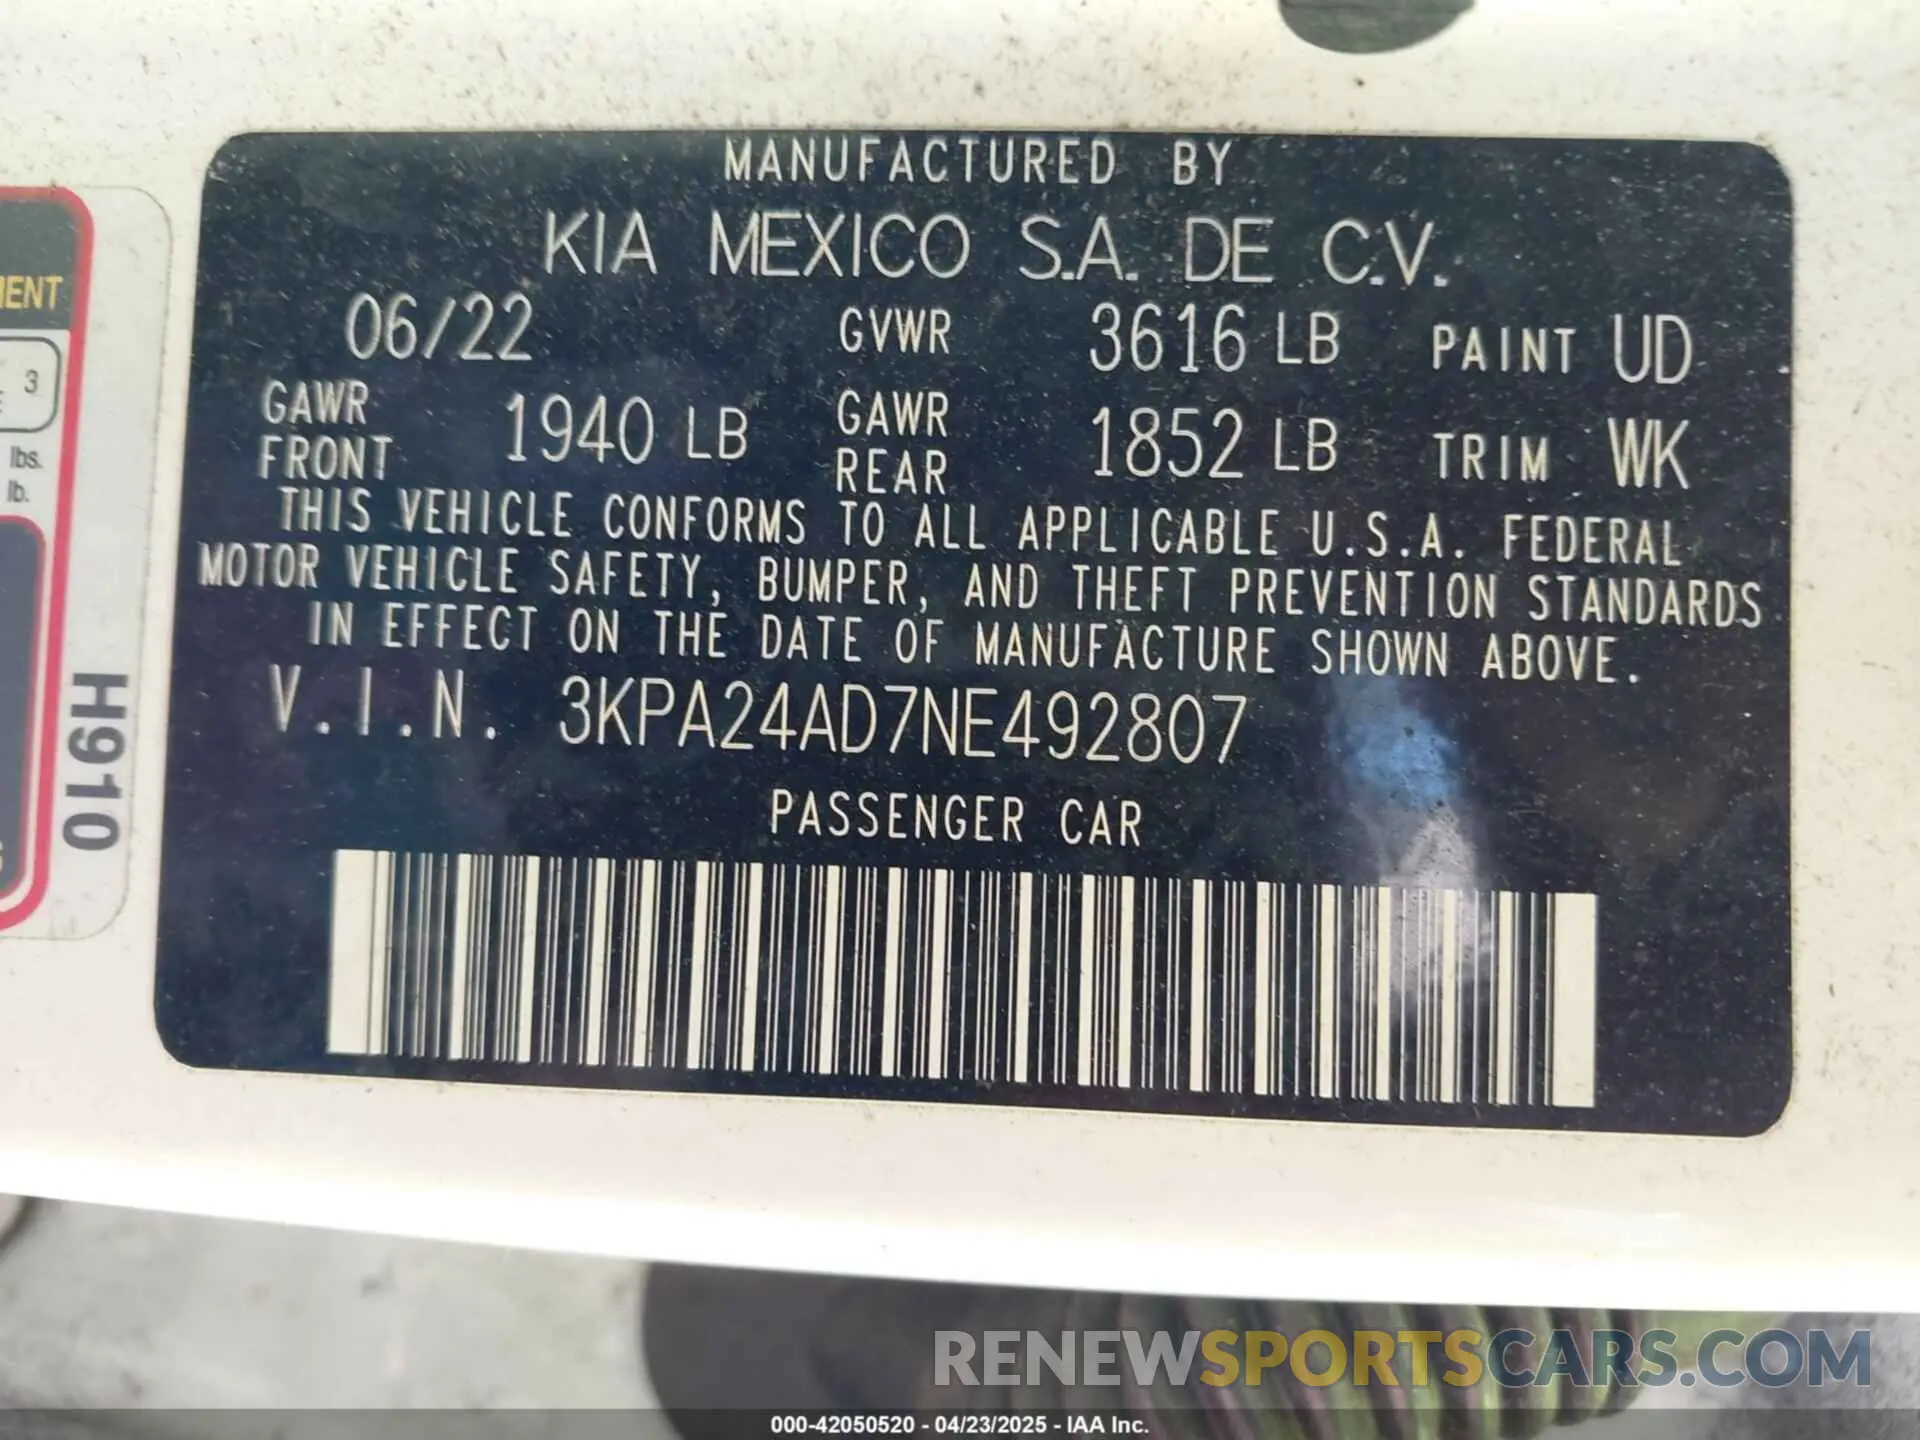 MANUFACTURED BY
KIA MEXICO S.A. DE C.V.
06/22 GVWR 3616 LB PAINT UD
GAWR FRONT 1940 LB GAWR REAR 1852 LB TRIM WK
THIS VEHICLE CONFORMS TO ALL APPLICABLE U.S.A. FEDERAL
MOTOR VEHICLE SAFETY, BUMPER, AND THEFT PREVENTION STANDARDS
IN EFFECT ON THE DATE OF MANUFACTURE SHOWN ABOVE.
V.I.N. 3KPA24AD7NE492807
PASSENGER CAR
3
lbs.
lb.
H910
RENEWSPORTSCARS.COM
000-42050520 - 04/23/2025 - IAA Inc.